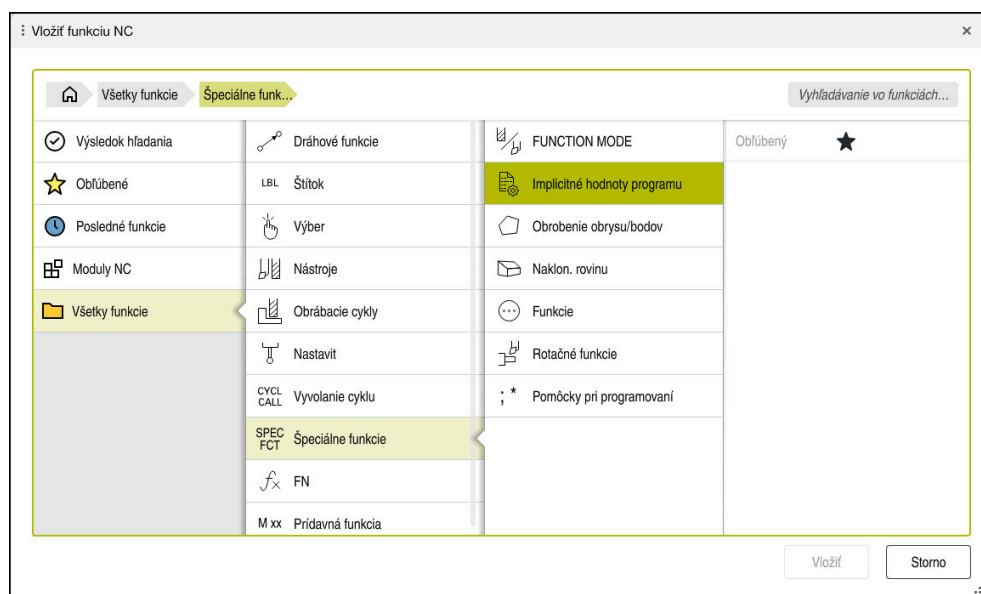 Vložiť funkciu NC
Všetky funkcie
Špeciálne funk...
Vyhľadávanie vo funkciách...
Výsledok hľadania
Obľúbené
Posledné funkcie
Moduly NC
Všetky funkcie
Dráhové funkcie
LBL Štítok
Výber
Nástroje
Obrábacie cykly
Nastavit
CYCL
CALL Vyvolanie cyklu
SPEC
FCT Špeciálne funkcie
fx FN
M xx Prídavná funkcia
FUNCTION MODE
Implicitné hodnoty programu
Obrobenie obrysu/bodov
Naklon. rovinu
Funkcie
Rotačné funkcie
; * Pomôcky pri programovaní
Obľúbený
Vložiť
Storno